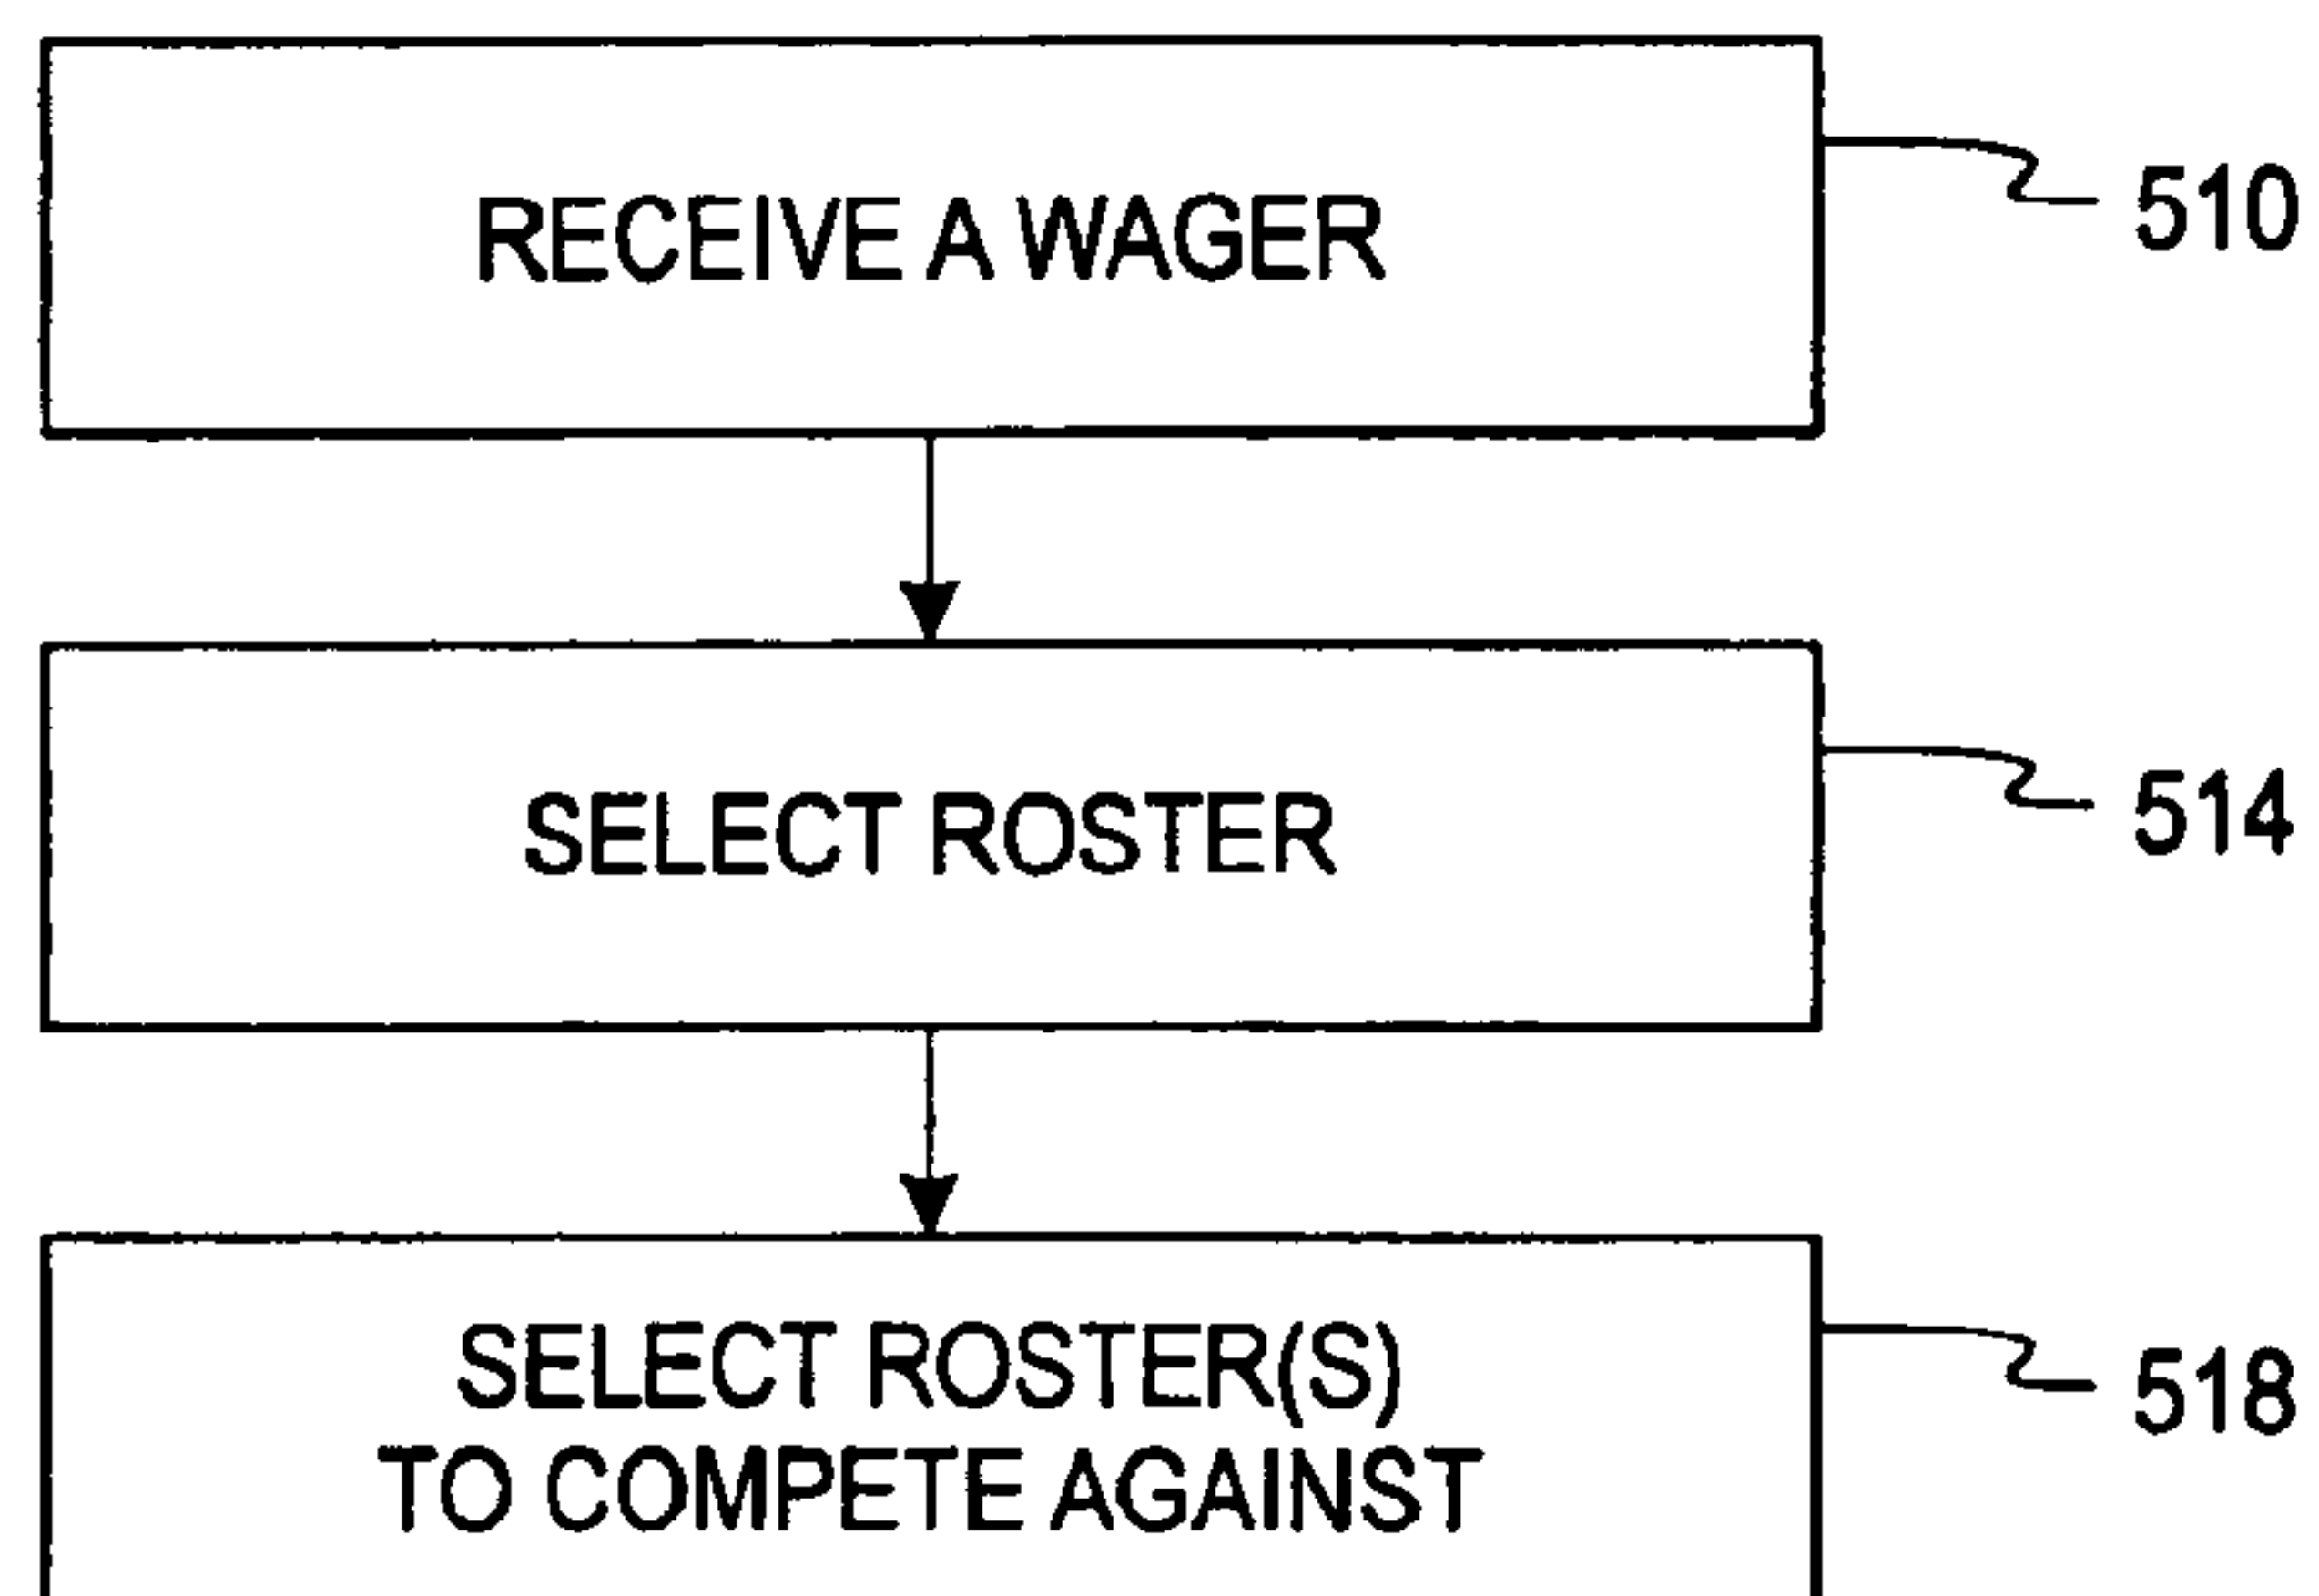 RECEIVE A WAGER
510
SELECT ROSTER
514
SELECT ROSTER(S)
TO COMPETE AGAINST
518